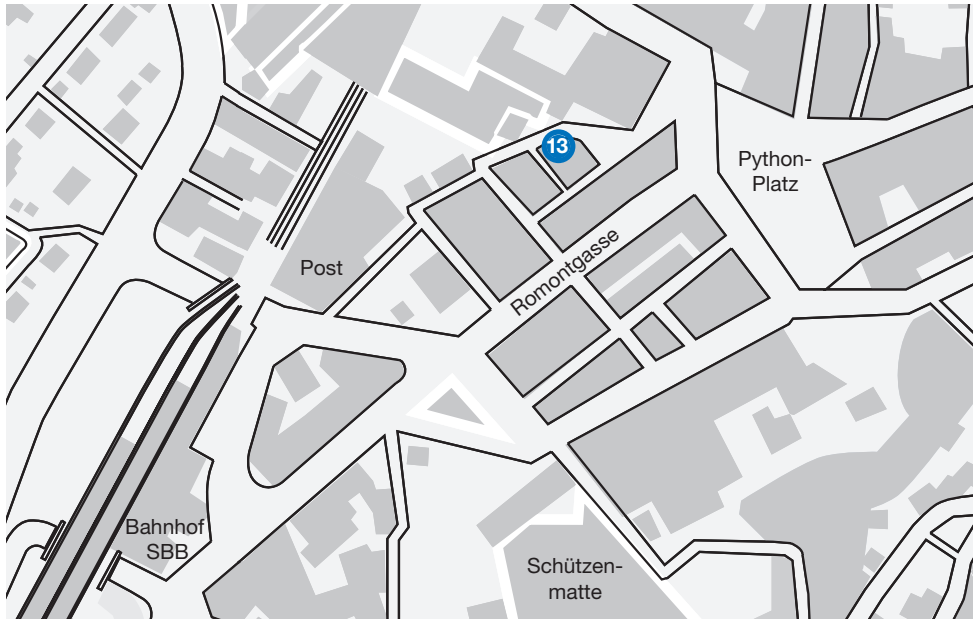 13
Python-
Platz
Post
Romontgasse
Bahnhof
SBB
Schützen-
matte